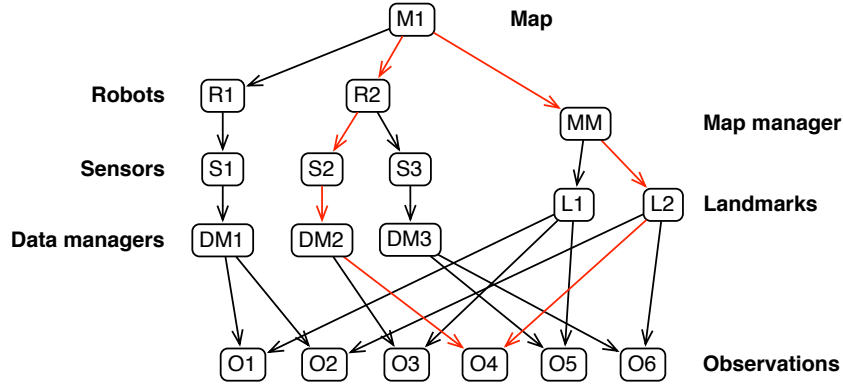 M1 Map
Robots R1 R2
MM Map manager
Sensors S1 S2 S3
L1 L2 Landmarks
Data managers DM1 DM2 DM3
O1 O2 O3 O4 O5 O6 Observations